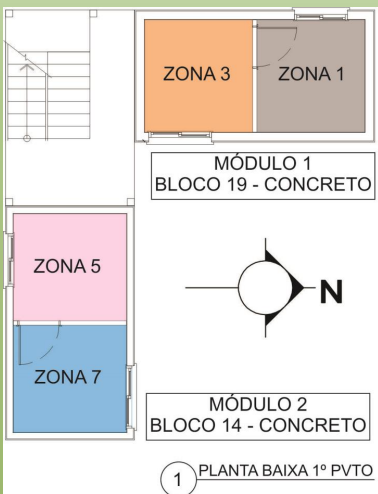 ZONA 3
ZONA 1
MÓDULO 1
BLOCO 19 - CONCRETO
ZONA 5
N
ZONA 7
MÓDULO 2
BLOCO 14 - CONCRETO
1 PLANTA BAIXA 1º PVTO